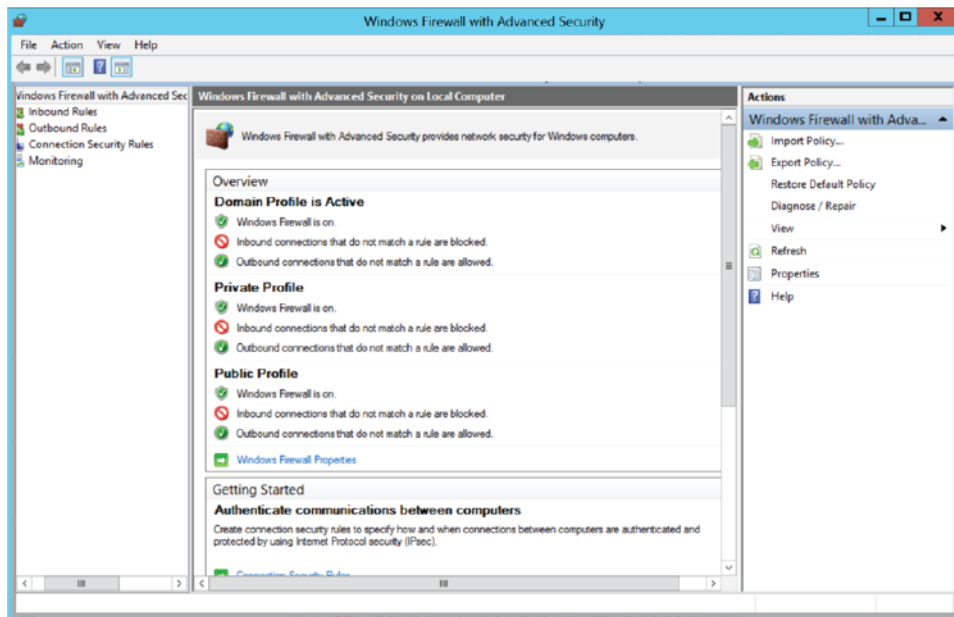 Windows Firewall with Advanced Security
File Action View Help
Windows Firewall with Advanced Sec
Inbound Rules
Outbound Rules
Connection Security Rules
Monitoring
Windows Firewall with Advanced Security on Local Computer
Windows Firewall with Advanced Security provides network security for Windows computers.
Overview
Domain Profile is Active
Windows Firewall is on.
Inbound connections that do not match a rule are blocked.
Outbound connections that do not match a rule are allowed.
Private Profile
Windows Firewall is on.
Inbound connections that do not match a rule are blocked.
Outbound connections that do not match a rule are allowed.
Public Profile
Windows Firewall is on.
Inbound connections that do not match a rule are blocked.
Outbound connections that do not match a rule are allowed.
Windows Firewall Properties
Getting Started
Authenticate communications between computers
Create connection security rules to specify how and when connections between computers are authenticated and
protected by using Internet Protocol security (IPsec).
Connection Security Rules
Actions
Windows Firewall with Adva...
Import Policy...
Export Policy...
Restore Default Policy
Diagnose / Repair
View
Refresh
Properties
Help